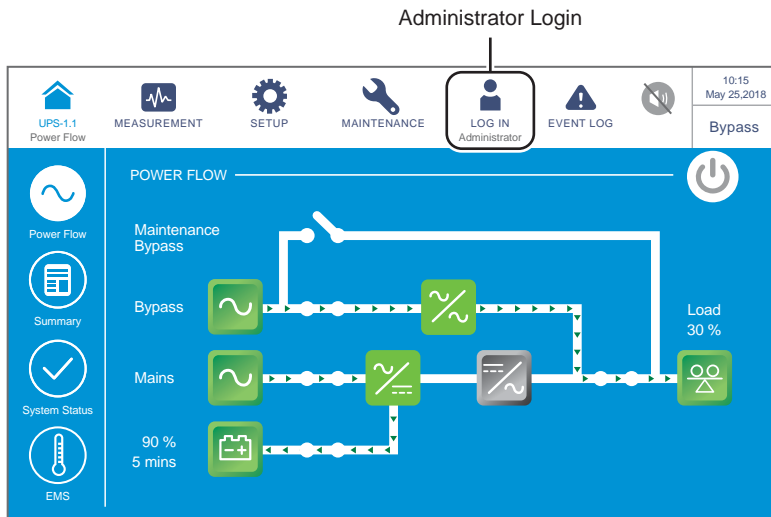 Administrator Login
UPS-1.1
Power Flow
MEASUREMENT
SETUP
MAINTENANCE
LOG IN
Administrator
EVENT LOG
10:15
May 25,2018
Bypass
Power Flow
Summary
System Status
EMS
POWER FLOW
Maintenance
Bypass
Bypass
Mains
90 %
5 mins
Load
30 %